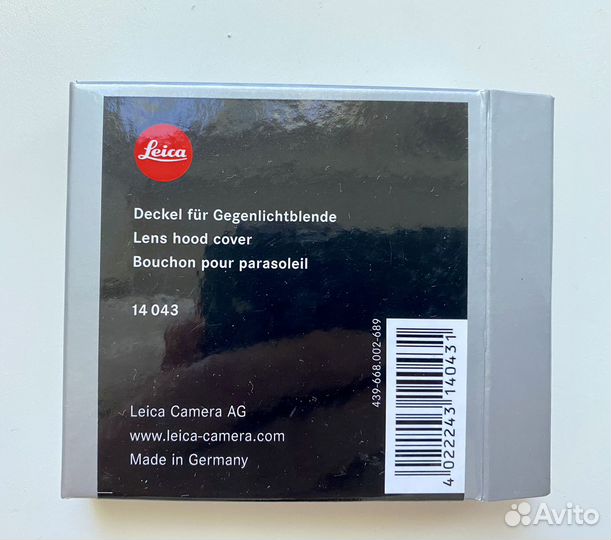 Leica
Deckel für Gegenlichtblende
Lens hood cover
Bouchon pour parasoleil
14 043
439-668.002-689
4 022243 140431
Leica Camera AG
www.leica-camera.com
Made in Germany
Avito